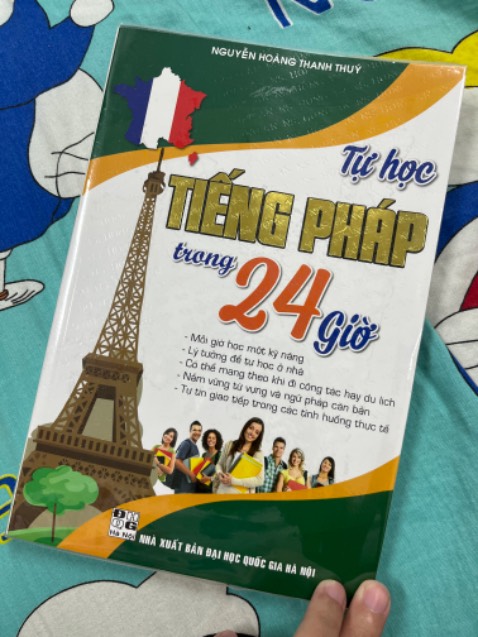 NGUYỄN HOÀNG THANH THUÝ
Tự học
TIẾNG PHÁP
trong
24 Giờ
- Mỗi giờ học một kỹ năng
- Lý tưởng để tự học ở nhà
- Có thể mang theo khi đi công tác hay du lịch
- Nắm vững từ vựng và ngữ pháp căn bản
- Tự tin giao tiếp trong các tình huống thực tế
Hà Nội
NHÀ XUẤT BẢN ĐẠI HỌC QUỐC GIA HÀ NỘI